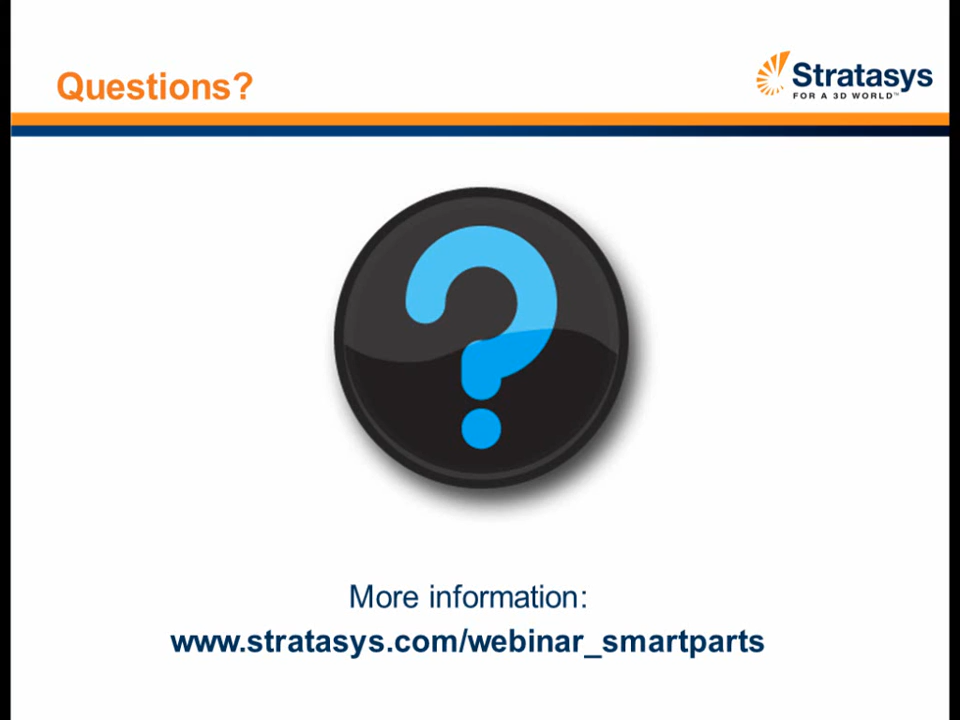 Questions?
Stratasys
FOR A 3D WORLD™
?
More information:
www.stratasys.com/webinar_smartparts